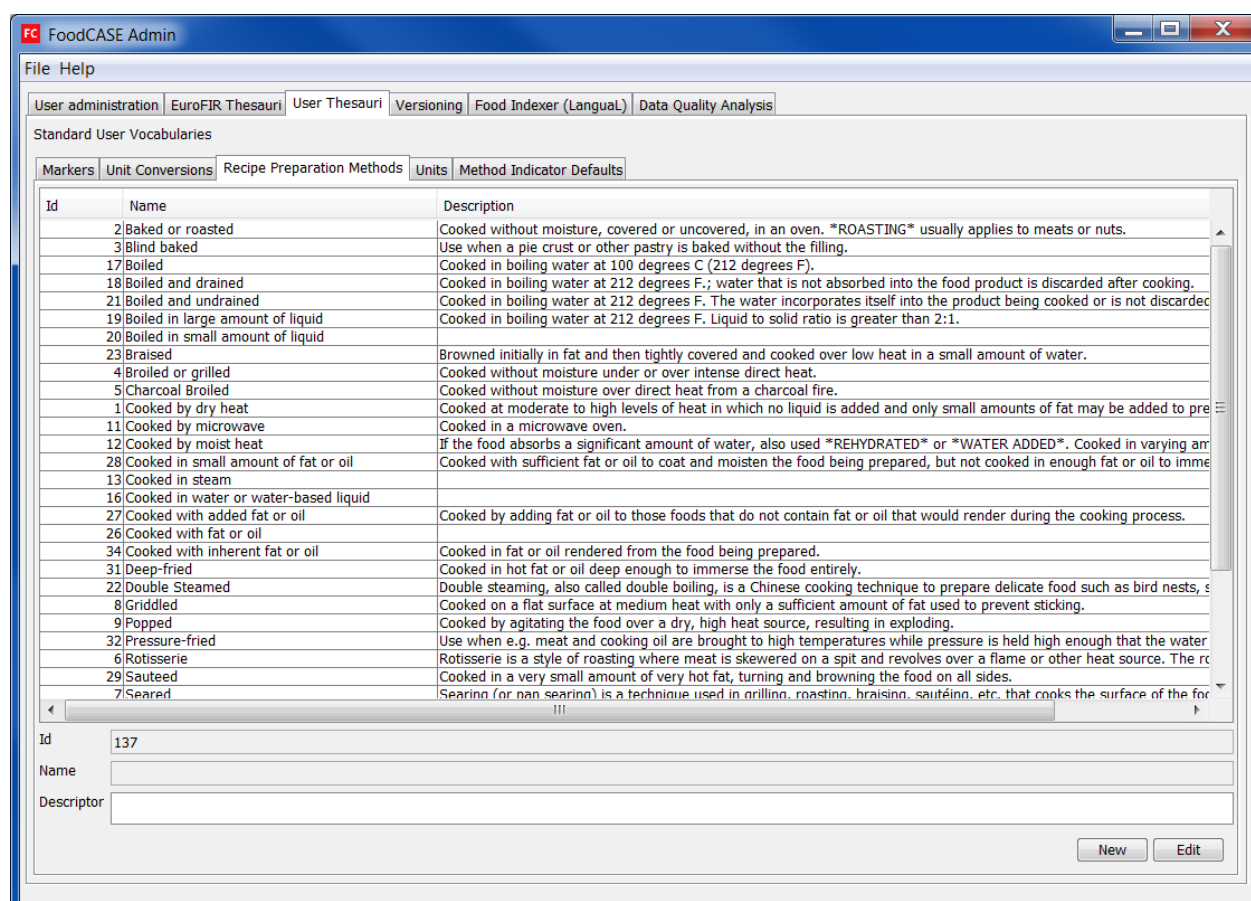 FC FoodCASE Admin
File Help
User administration EuroFIR Thesauri User Thesauri Versioning Food Indexer (LanguaL) Data Quality Analysis
Standard User Vocabularies
Markers Unit Conversions Recipe Preparation Methods Units Method Indicator Defaults
Id Name Description
2 Baked or roasted Cooked without moisture, covered or uncovered, in an oven. *ROASTING* usually applies to meats or nuts.
3 Blind baked Use when a pie crust or other pastry is baked without the filling.
17 Boiled Cooked in boiling water at 100 degrees C (212 degrees F).
18 Boiled and drained Cooked in boiling water at 212 degrees F.; water that is not absorbed into the food product is discarded after cooking.
21 Boiled and undrained Cooked in boiling water at 212 degrees F. The water incorporates itself into the product being cooked or is not discarded
19 Boiled in large amount of liquid Cooked in boiling water at 212 degrees F. Liquid to solid ratio is greater than 2:1.
20 Boiled in small amount of liquid
23 Braised Browned initially in fat and then tightly covered and cooked over low heat in a small amount of water.
4 Broiled or grilled Cooked without moisture under or over intense direct heat.
5 Charcoal Broiled Cooked without moisture over direct heat from a charcoal fire.
1 Cooked by dry heat Cooked at moderate to high levels of heat in which no liquid is added and only small amounts of fat may be added to pre
11 Cooked by microwave Cooked in a microwave oven.
12 Cooked by moist heat If the food absorbs a significant amount of water, also used *REHYDRATED* or *WATER ADDED*. Cooked in varying am
28 Cooked in small amount of fat or oil Cooked with sufficient fat or oil to coat and moisten the food being prepared, but not cooked in enough fat or oil to imme
13 Cooked in steam
16 Cooked in water or water-based liquid
27 Cooked with added fat or oil Cooked by adding fat or oil to those foods that do not contain fat or oil that would render during the cooking process.
26 Cooked with fat or oil
34 Cooked with inherent fat or oil Cooked in fat or oil rendered from the food being prepared.
31 Deep-fried Cooked in hot fat or oil deep enough to immerse the food entirely.
22 Double Steamed Double steaming, also called double boiling, is a Chinese cooking technique to prepare delicate food such as bird nests, s
8 Griddled Cooked on a flat surface at medium heat with only a sufficient amount of fat used to prevent sticking.
9 Popped Cooked by agitating the food over a dry, high heat source, resulting in exploding.
32 Pressure-fried Use when e.g. meat and cooking oil are brought to high temperatures while pressure is held high enough that the water
6 Rotisserie Rotisserie is a style of roasting where meat is skewered on a spit and revolves over a flame or other heat source. The ro
29 Sauteed Cooked in a very small amount of very hot fat, turning and browning the food on all sides.
7 Seared Searing (or pan searing) is a technique used in grilling, roasting, braising, sautéing, etc. that cooks the surface of the foo
Id 137
Name
Descriptor
New Edit